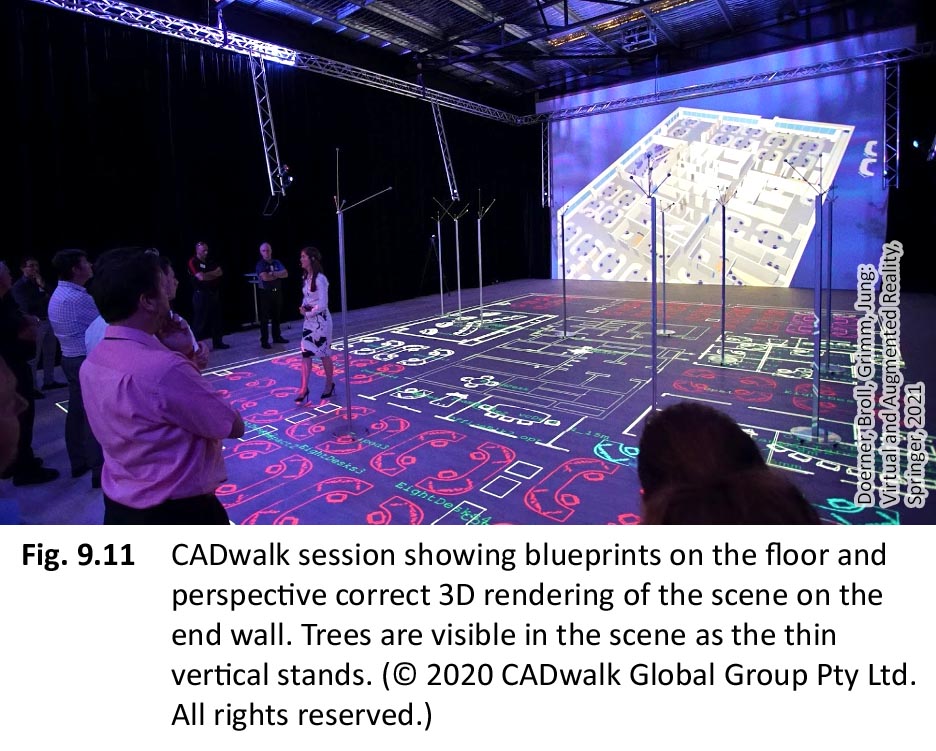 Doerner, Broll, Grimm, Jung:
Virtual and Augmented Reality,
Springer, 2021
EightDesks4
Fig. 9.11 CADwalk session showing blueprints on the floor and
perspective correct 3D rendering of the scene on the
end wall. Trees are visible in the scene as the thin
vertical stands. (© 2020 CADwalk Global Group Pty Ltd.
All rights reserved.)